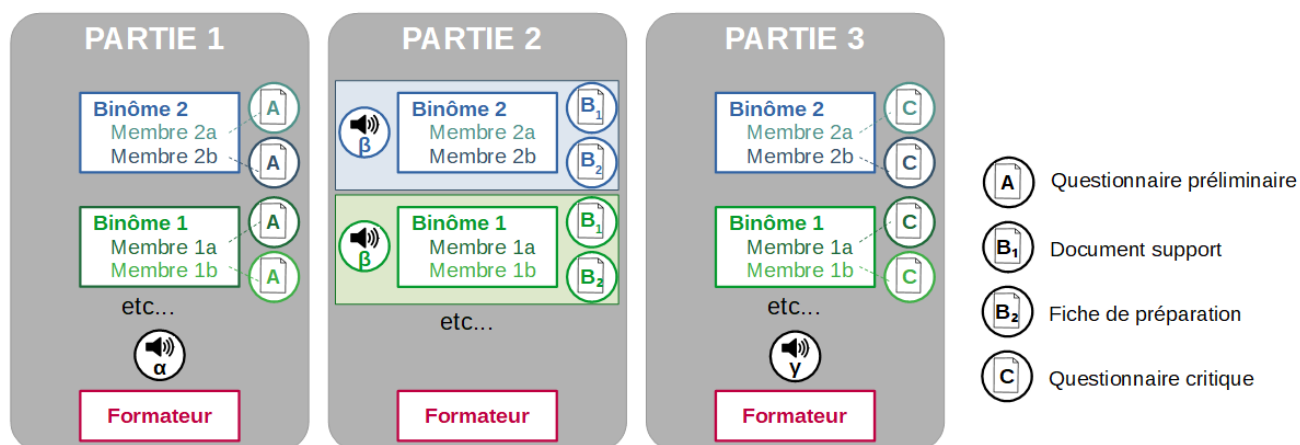 PARTIE 1
Binôme 2
Membre 2a
Membre 2b
A
A
Binôme 1
Membre 1a
Membre 1b
A
A
etc...
α
Formateur
PARTIE 2
β
Binôme 2
Membre 2a
Membre 2b
B₁
B₂
β
Binôme 1
Membre 1a
Membre 1b
B₁
B₂
etc...
Formateur
PARTIE 3
Binôme 2
Membre 2a
Membre 2b
C
C
Binôme 1
Membre 1a
Membre 1b
C
C
etc...
γ
Formateur
A Questionnaire préliminaire
B₁ Document support
B₂ Fiche de préparation
C Questionnaire critique